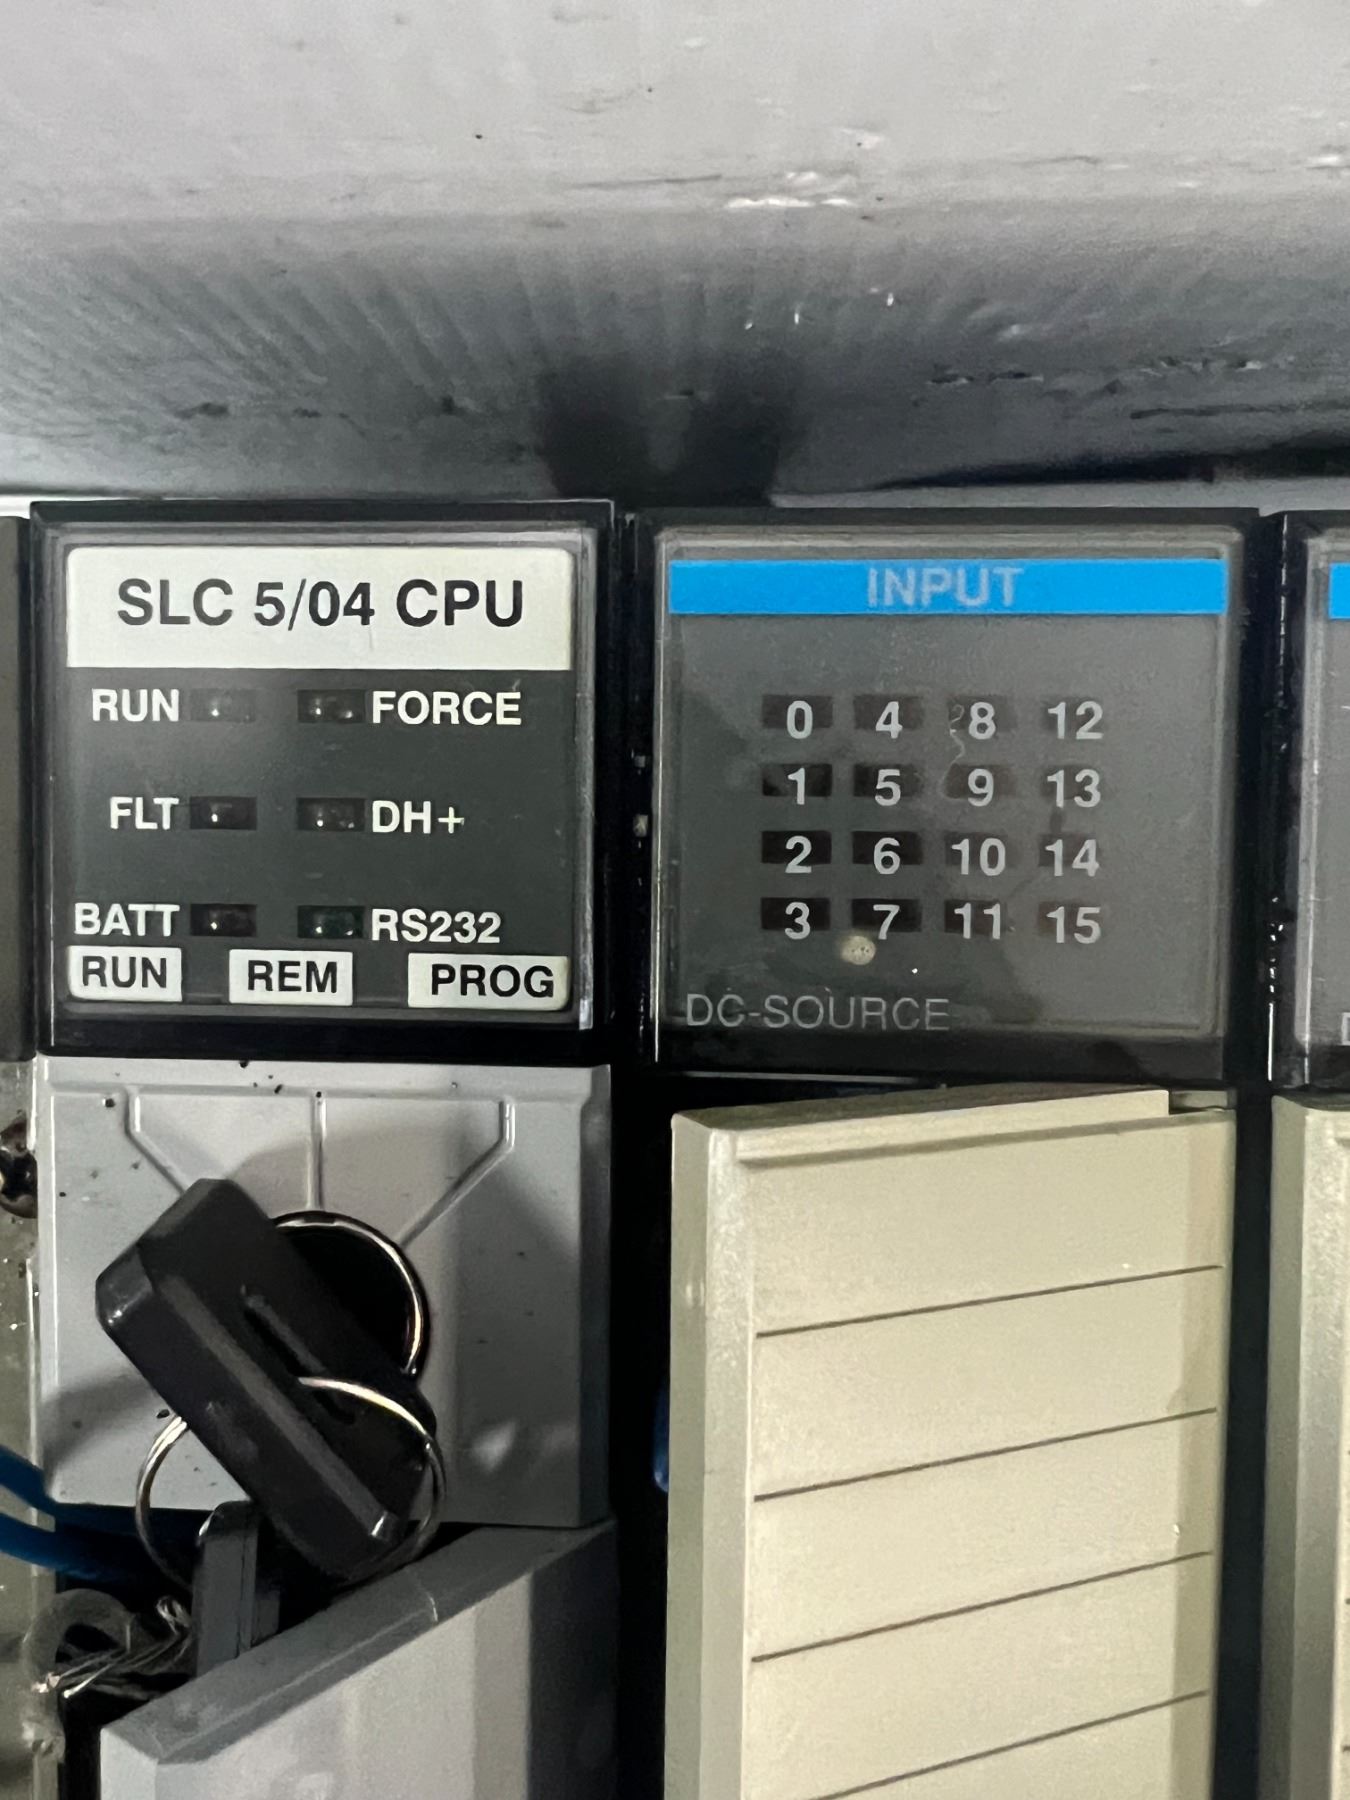 SLC 5/04 CPU
RUN FORCE
FLT DH+
BATT RS232
RUN REM PROG
INPUT
0 4 8 12
1 5 9 13
2 6 10 14
3 7 11 15
DC-SOURCE